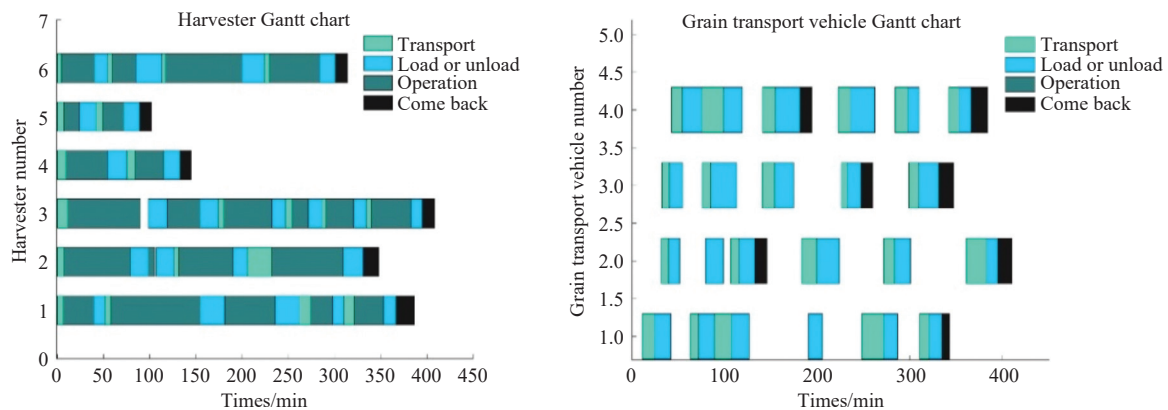 Harvester Gantt chart
7
6
5
4
3
2
1
0
Harvester number
Transport
Load or unload
Operation
Come back
0 50 100 150 200 250 300 350 400 450
Times/min
Grain transport vehicle Gantt chart
5.0
4.5
4.0
3.5
3.0
2.5
2.0
1.5
1.0
Grain transport vehicle number
Transport
Load or unload
Operation
Come back
0 100 200 300 400
Times/min